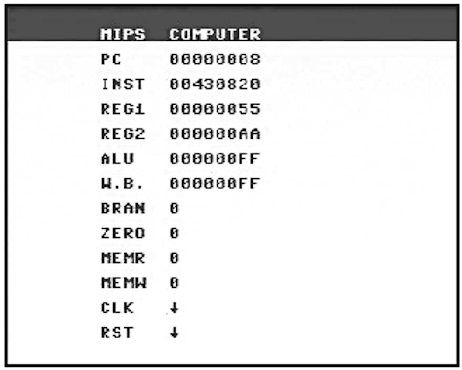 MIPS COMPUTER
PC 00000008
INST 00430820
REG1 00000055
REG2 000000AA
ALU 000000FF
W.B. 000000FF
BRAN 0
ZERO 0
MEMR 0
MEMW 0
CLK ↓
RST ↓